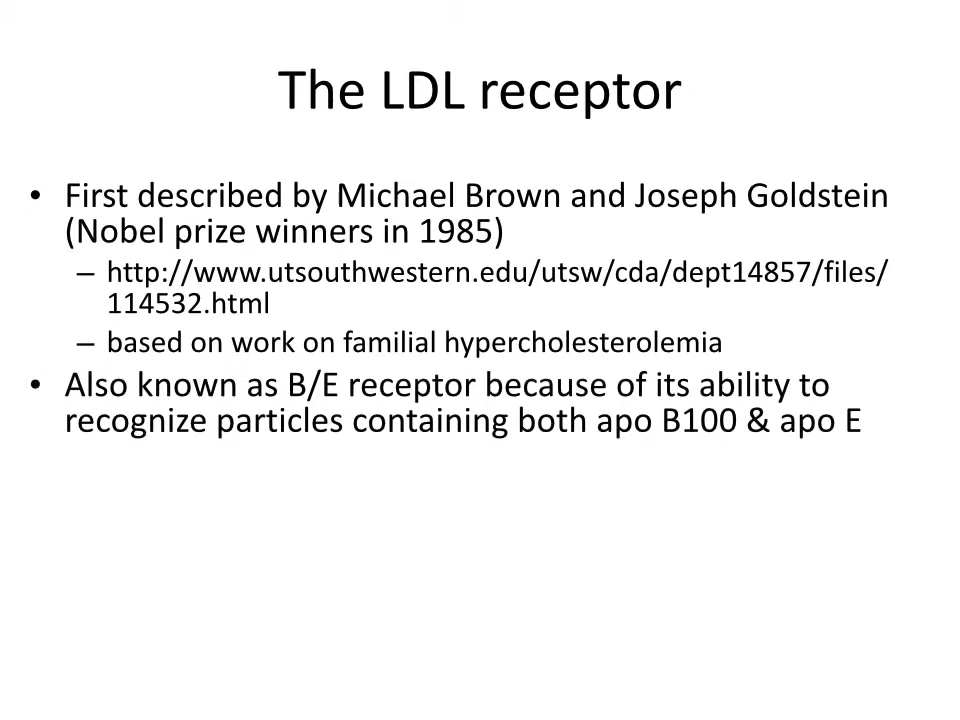 The LDL receptor
• First described by Michael Brown and Joseph Goldstein
(Nobel prize winners in 1985)
– http://www.utsouthwestern.edu/utsw/cda/dept14857/files/
114532.html
– based on work on familial hypercholesterolemia
• Also known as B/E receptor because of its ability to
recognize particles containing both apo B100 & apo E